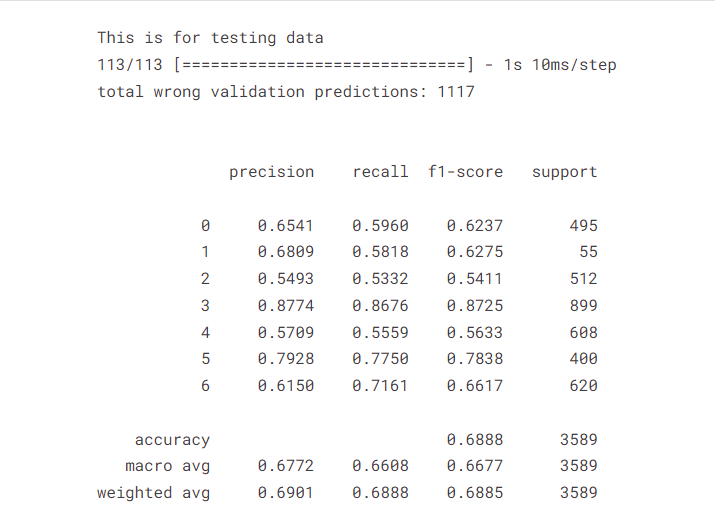 This is for testing data
113/113 [==============================] - 1s 10ms/step
total wrong validation predictions: 1117
precision recall f1-score support
0 0.6541 0.5960 0.6237 495
1 0.6809 0.5818 0.6275 55
2 0.5493 0.5332 0.5411 512
3 0.8774 0.8676 0.8725 899
4 0.5709 0.5559 0.5633 608
5 0.7928 0.7750 0.7838 400
6 0.6150 0.7161 0.6617 620
accuracy 0.6888 3589
macro avg 0.6772 0.6608 0.6677 3589
weighted avg 0.6901 0.6888 0.6885 3589